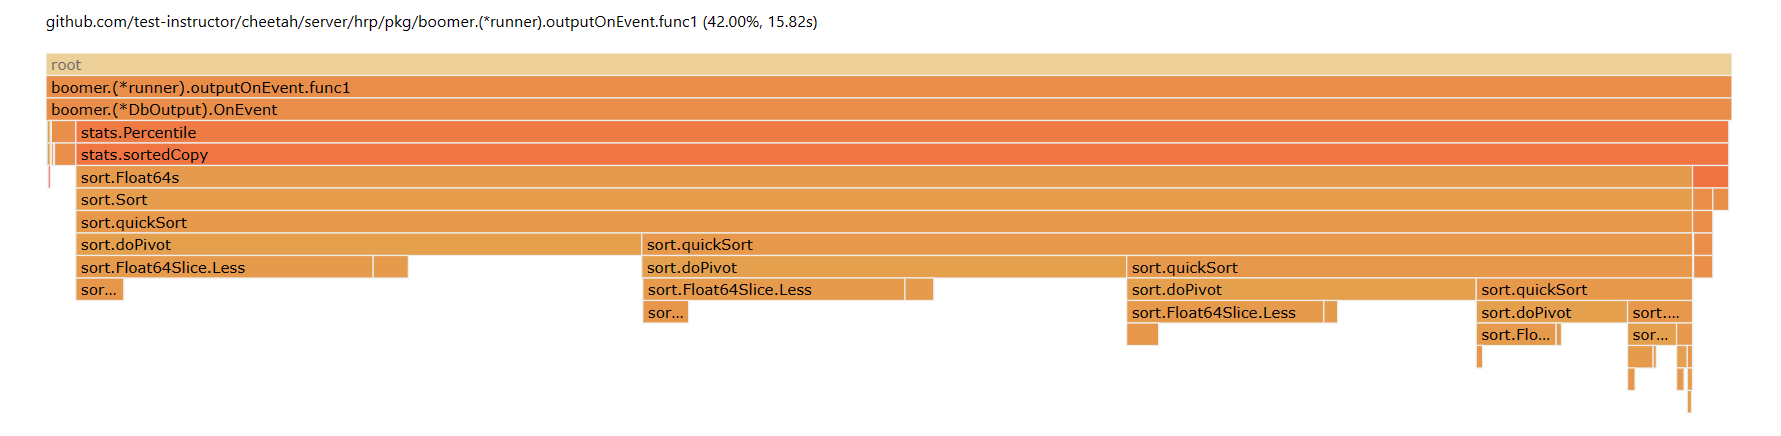 github.com/test-instructor/cheetah/server/hrp/pkg/boomer.(*runner).outputOnEvent.func1 (42.00%, 15.82s)
root
boomer.(*runner).outputOnEvent.func1
boomer.(*DbOutput).OnEvent
stats.Percentile
stats.sortedCopy
sort.Float64s
sort.Sort
sort.quickSort
sort.doPivot sort.quickSort
sort.Float64Slice.Less sort.doPivot sort.quickSort
sor... sort.Float64Slice.Less sort.doPivot sort.quickSort
sor... sort.Float64Slice.Less sort.doPivot sort....
sort.Flo... sor...